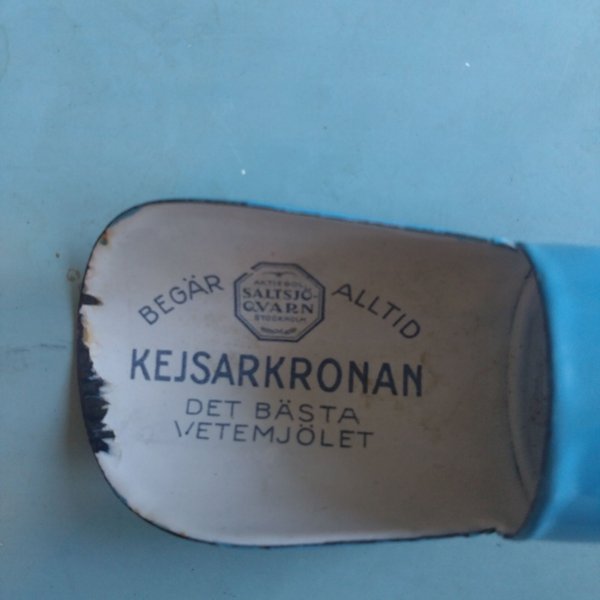 BEGÄR ALLTID
AKTIEBOL.
SALTSJÖ-
QVARN
STOCKHOLM
KEJSARKRONAN
DET BÄSTA
VETEMJÖLET